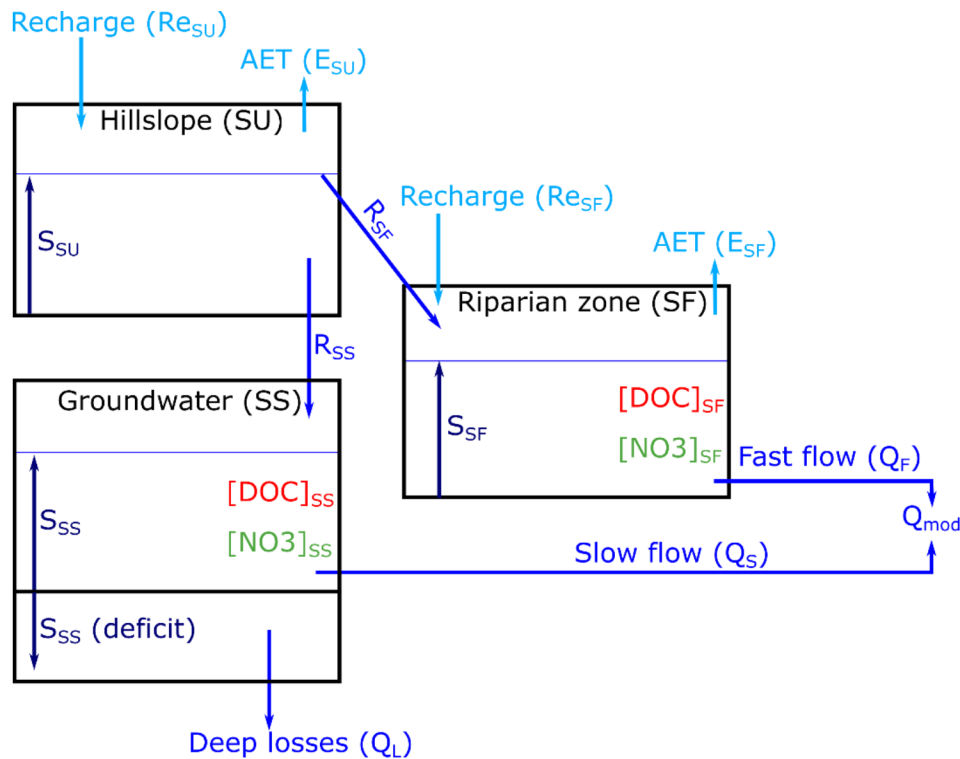 Recharge (ReSU)
AET (ESU)
Hillslope (SU)
SSU
RSF
Recharge (ReSF)
AET (ESF)
Riparian zone (SF)
RSS
Groundwater (SS)
[DOC]SF
SSF
[NO3]SF
Fast flow (QF)
[DOC]SS
SSS
[NO3]SS
Qmod
Slow flow (QS)
SSS (deficit)
Deep losses (QL)